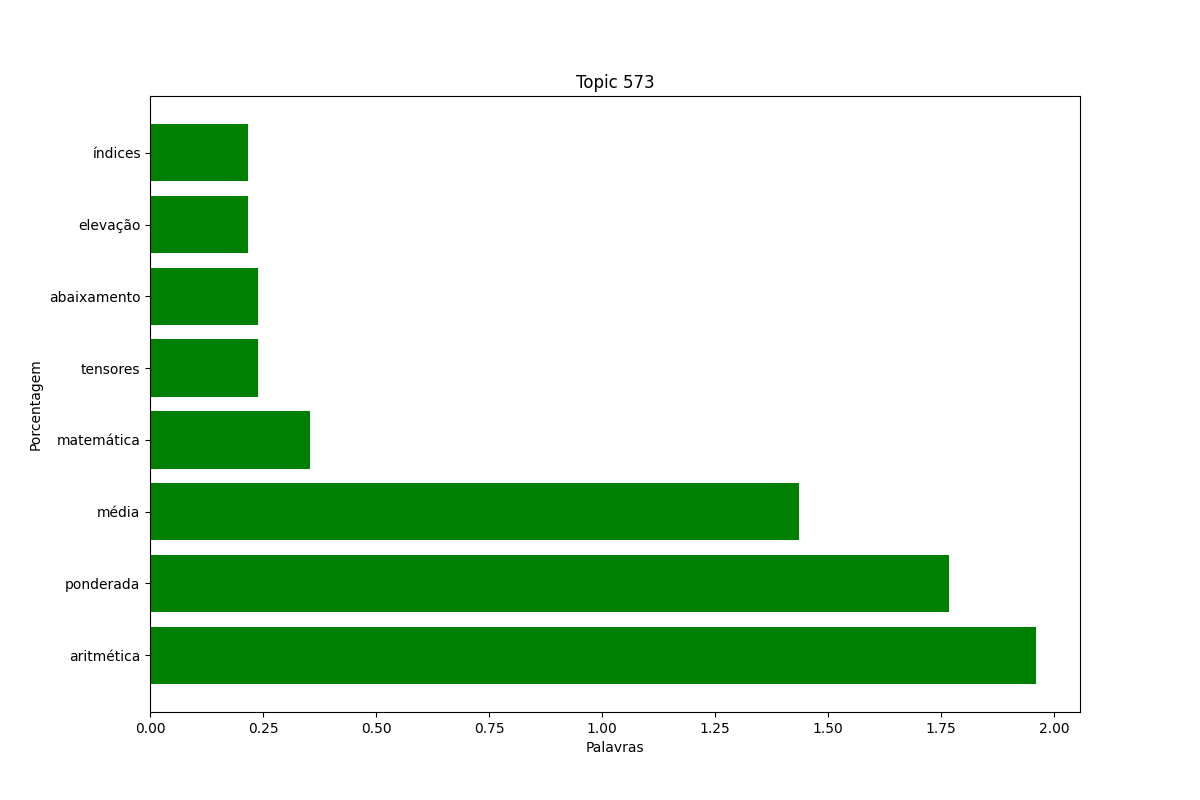 Topic 573
índices
elevação
abaixamento
tensores
matemática
média
ponderada
aritmética
Porcentagem
0.00 0.25 0.50 0.75 1.00 1.25 1.50 1.75 2.00
Palavras